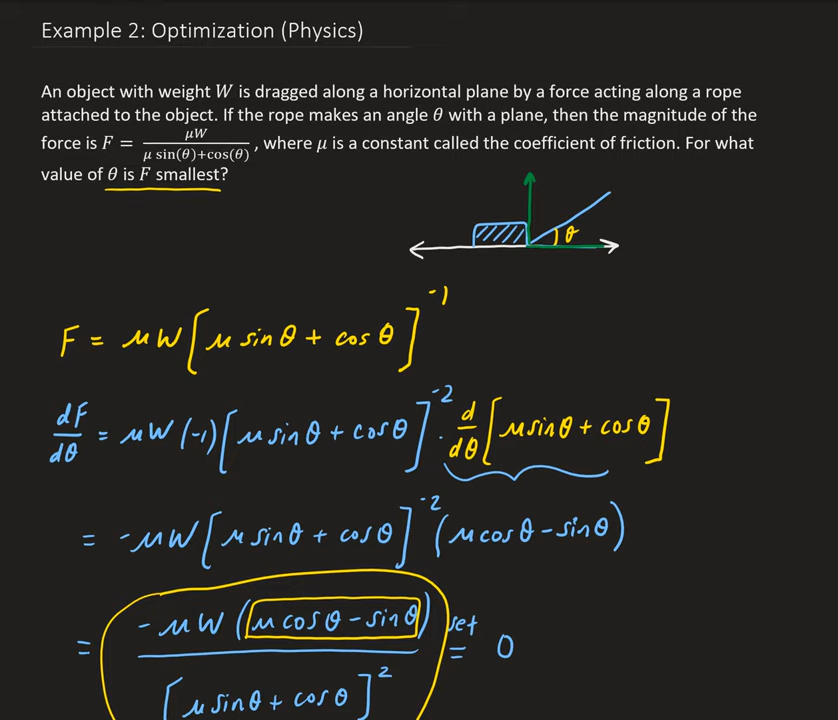 Example 2: Optimization (Physics)
An object with weight W is dragged along a horizontal plane by a force acting along a rope
attached to the object. If the rope makes an angle θ with a plane, then the magnitude of the
force is F = μW / (μ sin(θ)+cos(θ)), where μ is a constant called the coefficient of friction. For what
value of θ is F smallest?
θ
F = μW [μ sin θ + cos θ]^-1
dF/dθ = μW (-1) [μ sin θ + cos θ]^-2 · d/dθ [μ sin θ + cos θ]
= -μW [μ sin θ + cos θ]^-2 (μ cos θ - sin θ)
= -μW (μ cos θ - sin θ) / [μ sin θ + cos θ]^2 set = 0